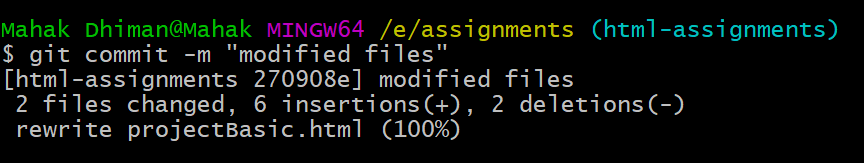 Mahak Dhiman@Mahak MINGW64 /e/assignments (html-assignments)
$ git commit -m "modified files"
[html-assignments 270908e] modified files
 2 files changed, 6 insertions(+), 2 deletions(-)
 rewrite projectBasic.html (100%)